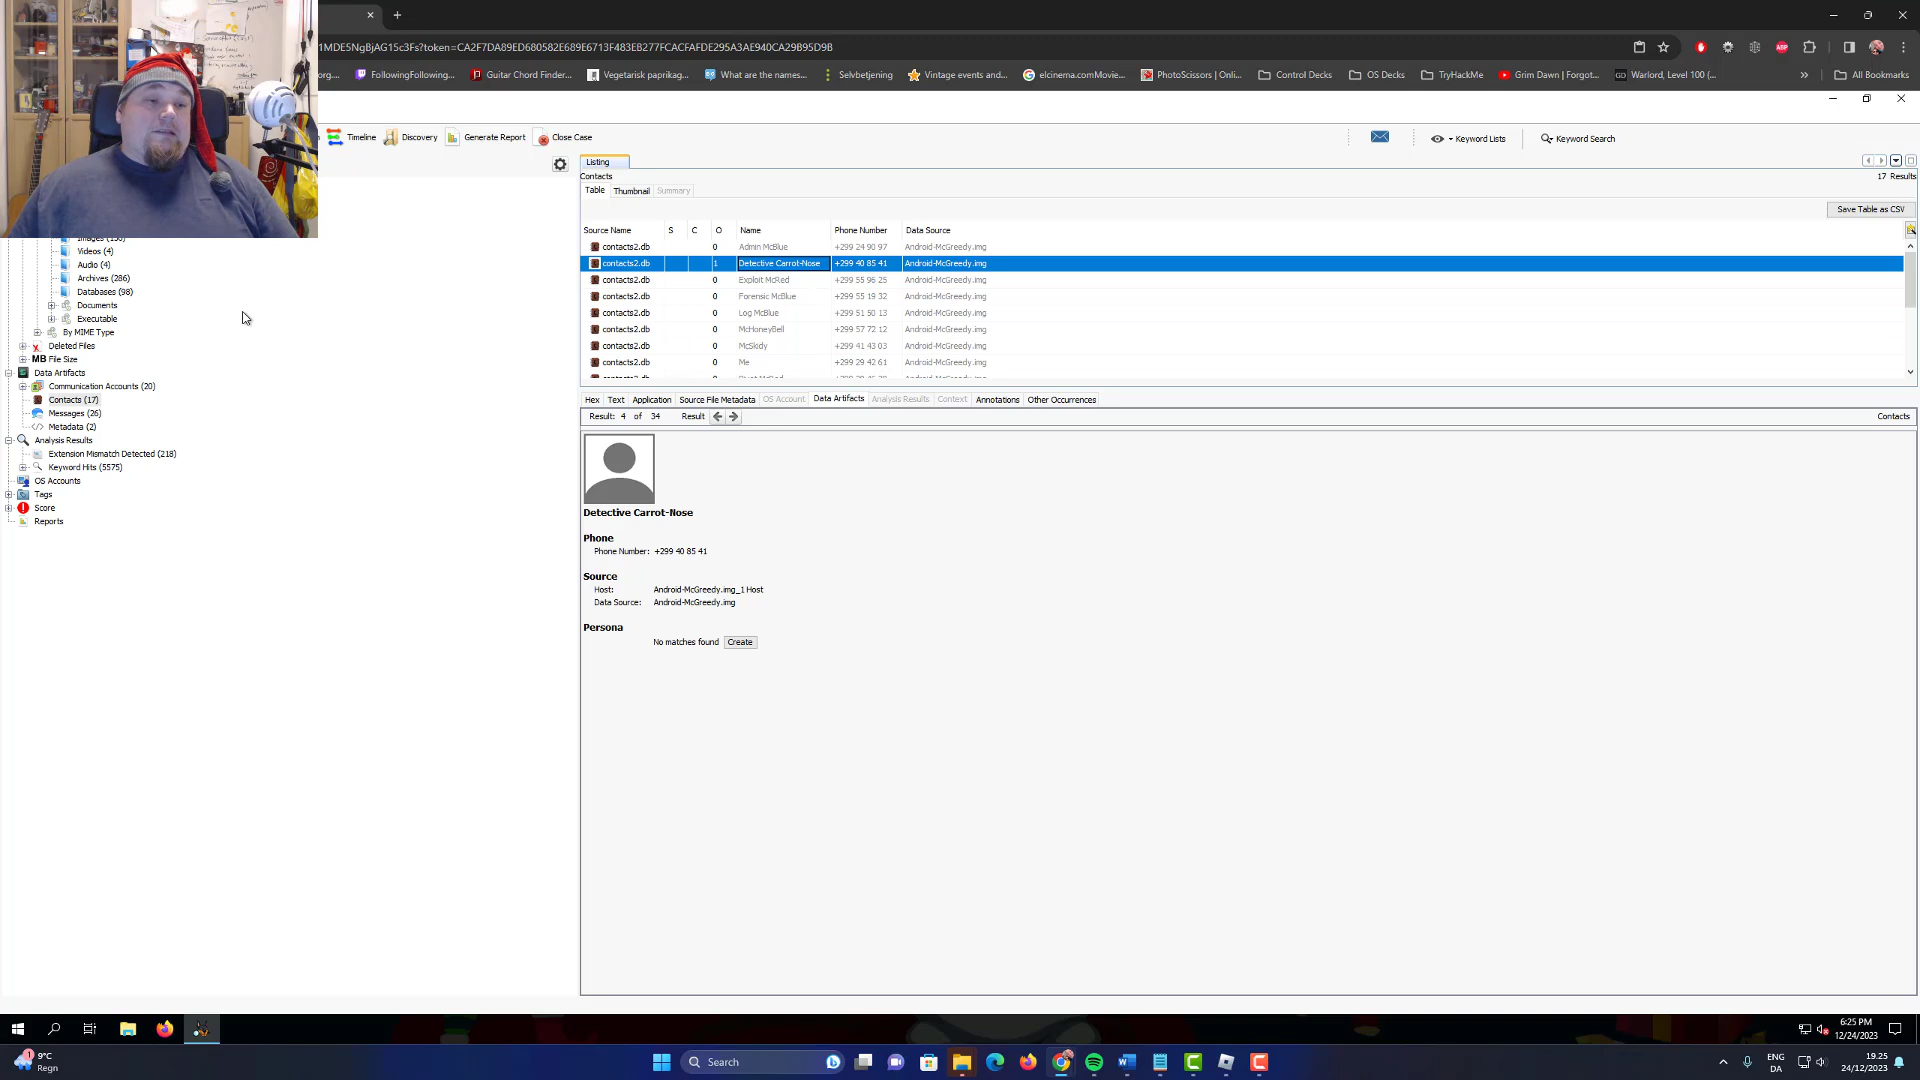 1MDE5NgBjAG15c3Fs?token=CA2F7DA89ED680582E689E6713F483EB277FCACFAFDE295A3AE940CA29B95D9B
org.... FollowingFollowing... Guitar Chord Finder... Vegetarisk paprikag... What are the names... Selvbetjening Vintage events and... elcinema.comMovie... PhotoScissors | Onli... Control Decks OS Decks TryHackMe Grim Dawn | Forgot... Warlord, Level 100 (... » All Bookmarks
Timeline Discovery Generate Report Close Case Keyword Lists Keyword Search
Listing
Contacts 17 Results
Table Thumbnail Summary
Save Table as CSV
Source Name S C O Name Phone Number Data Source
contacts2.db 0 Admin McBlue +299 24 90 97 Android-McGreedy.img
contacts2.db 1 Detective Carrot-Nose +299 40 85 41 Android-McGreedy.img
contacts2.db 0 Exploit McRed +299 55 96 25 Android-McGreedy.img
contacts2.db 0 Forensic McBlue +299 55 19 32 Android-McGreedy.img
contacts2.db 0 Log McBlue +299 51 50 13 Android-McGreedy.img
contacts2.db 0 McHoneyBell +299 57 72 12 Android-McGreedy.img
contacts2.db 0 McSkidy +299 41 43 03 Android-McGreedy.img
contacts2.db 0 Me +299 29 42 61 Android-McGreedy.img
Videos (4)
Audio (4)
Archives (286)
Databases (98)
Documents
Executable
By MIME Type
Deleted Files
MB File Size
Data Artifacts
Communication Accounts (20)
Contacts (17)
Messages (26)
Metadata (2)
Analysis Results
Extension Mismatch Detected (218)
Keyword Hits (5575)
OS Accounts
Tags
Score
Reports
Hex Text Application Source File Metadata OS Account Data Artifacts Analysis Results Context Annotations Other Occurrences
Result: 4 of 34 Result Contacts
Detective Carrot-Nose
Phone
Phone Number: +299 40 85 41
Source
Host: Android-McGreedy.img_1 Host
Data Source: Android-McGreedy.img
Persona
No matches found Create
6:25 PM
12/24/2023
1 9°C
Regn
Search
ENG
DA
19.25
24/12/2023